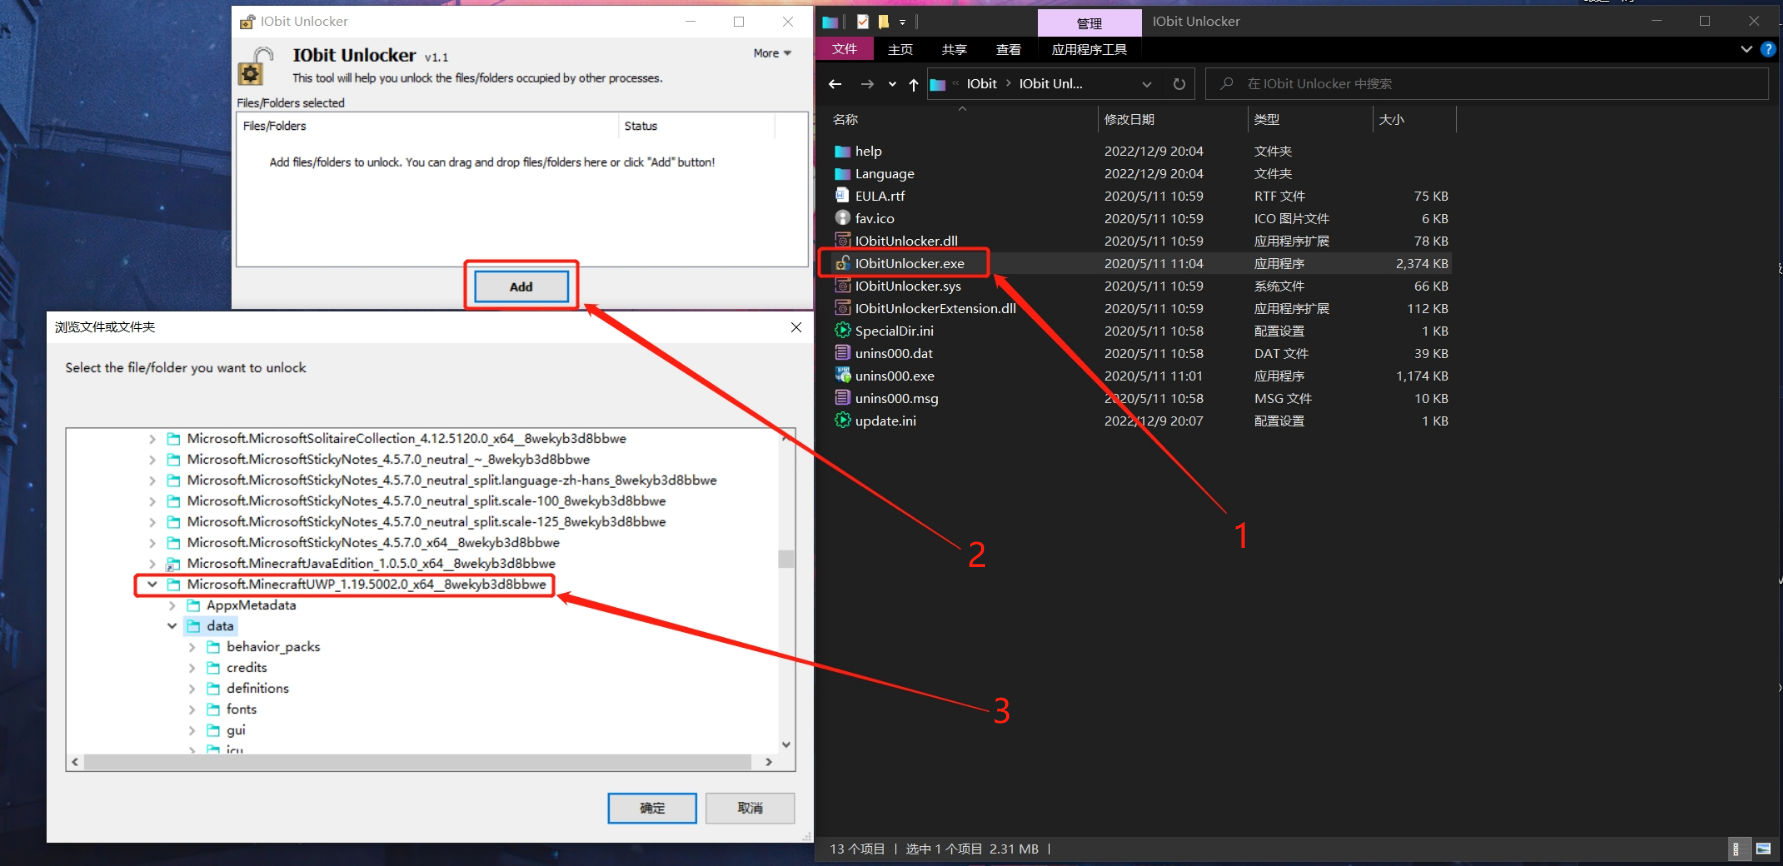 IObit Unlocker
IObit Unlocker v1.1
More
This tool will help you unlock the files/folders occupied by other processes.
Files/Folders selected
Files/Folders Status
Add files/folders to unlock. You can drag and drop files/folders here or click "Add" button!
Add
浏览文件或文件夹
Select the file/folder you want to unlock
Microsoft.MicrosoftSolitaireCollection_4.12.5120.0_x64__8wekyb3d8bbwe
Microsoft.MicrosoftStickyNotes_4.5.7.0_neutral_~_8wekyb3d8bbwe
Microsoft.MicrosoftStickyNotes_4.5.7.0_neutral_split.language-zh-hans_8wekyb3d8bbwe
Microsoft.MicrosoftStickyNotes_4.5.7.0_neutral_split.scale-100_8wekyb3d8bbwe
Microsoft.MicrosoftStickyNotes_4.5.7.0_neutral_split.scale-125_8wekyb3d8bbwe
Microsoft.MicrosoftStickyNotes_4.5.7.0_x64__8wekyb3d8bbwe
Microsoft.MinecraftJavaEdition_1.0.5.0_x64__8wekyb3d8bbwe
Microsoft.MinecraftUWP_1.19.5002.0_x64__8wekyb3d8bbwe
AppxMetadata
data
behavior_packs
credits
definitions
fonts
gui
icu
确定 取消
管理 IObit Unlocker
文件 主页 共享 查看 应用程序工具
« IObit › IObit Unl... 在 IObit Unlocker 中搜索
名称 修改日期 类型 大小
help 2022/12/9 20:04 文件夹
Language 2022/12/9 20:04 文件夹
EULA.rtf 2020/5/11 10:59 RTF 文件 75 KB
fav.ico 2020/5/11 10:59 ICO 图片文件 6 KB
IObitUnlocker.dll 2020/5/11 10:59 应用程序扩展 78 KB
IObitUnlocker.exe 2020/5/11 11:04 应用程序 2,374 KB
IObitUnlocker.sys 2020/5/11 10:59 系统文件 66 KB
IObitUnlockerExtension.dll 2020/5/11 10:59 应用程序扩展 112 KB
SpecialDir.ini 2020/5/11 10:58 配置设置 1 KB
unins000.dat 2020/5/11 10:58 DAT 文件 39 KB
unins000.exe 2020/5/11 11:01 应用程序 1,174 KB
unins000.msg 2020/5/11 10:58 MSG 文件 10 KB
update.ini 2022/12/9 20:07 配置设置 1 KB
1
2
3
13 个项目 选中 1 个项目 2.31 MB